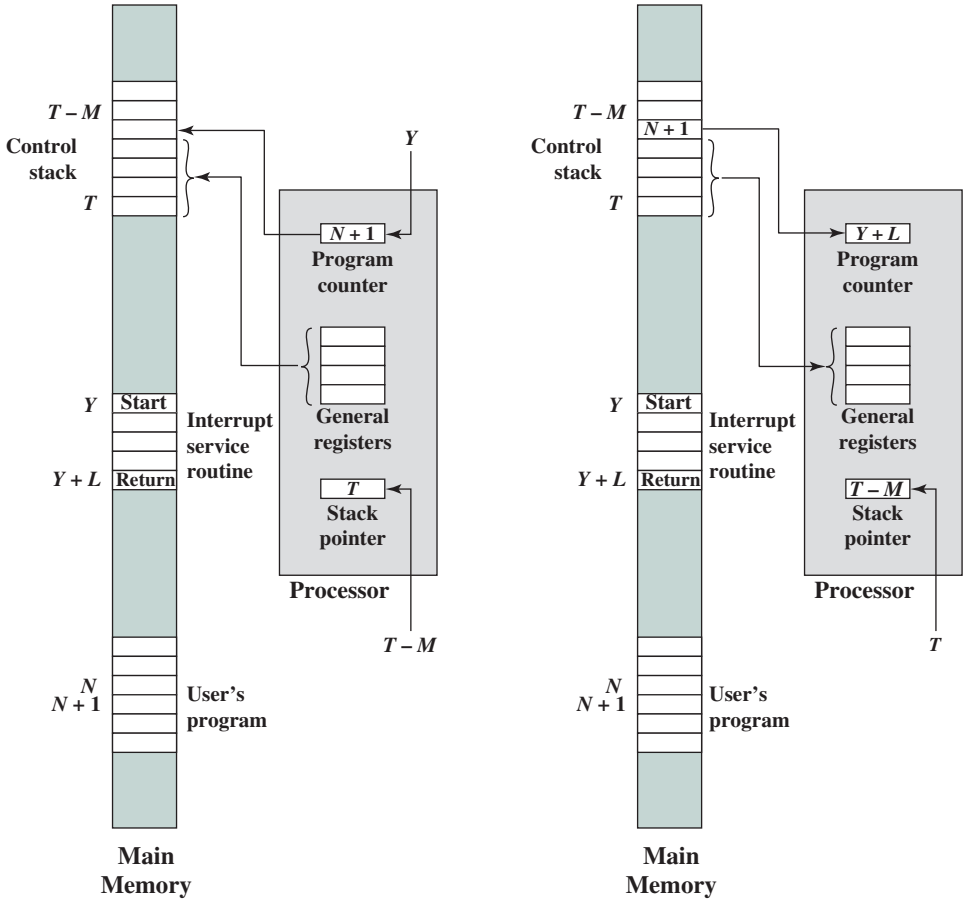 T – M
Control
stack
T
Y
N + 1
Program
counter
General
registers
Y
Start
Interrupt
service
routine
Y + L
Return
T
Stack
pointer
Processor
T – M
N
N + 1
User's
program
Main
Memory
T – M
N + 1
Control
stack
T
Y + L
Program
counter
General
registers
Y
Start
Interrupt
service
routine
Y + L
Return
T – M
Stack
pointer
Processor
T
N
N + 1
User's
program
Main
Memory